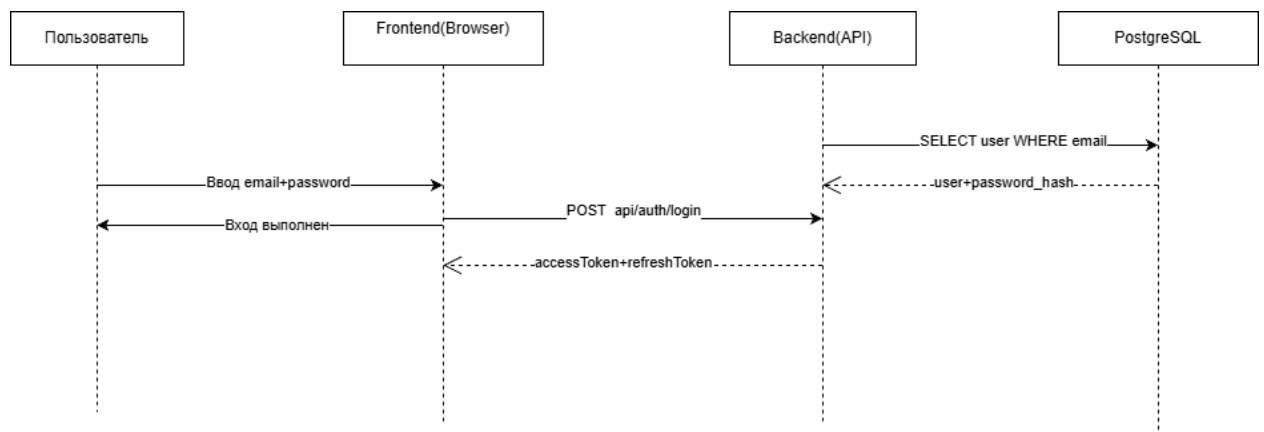 Пользователь
Frontend(Browser)
Backend(API)
PostgreSQL
SELECT user WHERE email
Ввод email+password
user+password_hash
POST api/auth/login
Вход выполнен
accessToken+refreshToken